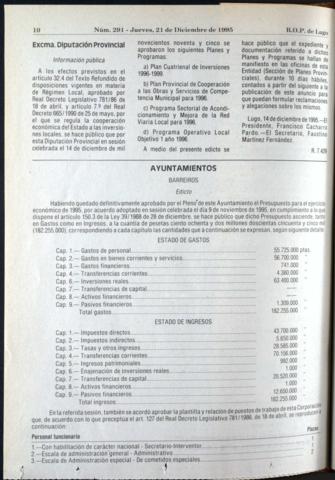 10
Núm. 291 - Jueves, 21 de Diciembre de 1995
B.O.P. de Lugo
Excma. Diputación Provincial
Información pública
A los efectos previstos en el
artículo 32.4 del Texto Refundido de
disposiciones vigentes en materia
de Régimen Local, aprobado por
Real Decreto Legislativo 781/86 de
18 de abril, y artículo 7.º del Real
Decreto 665/1990 de 25 de mayo, por
el que se regula la cooperación
económica del Estado a las inversio-
nes locales, se hace público que por
esta Diputación Provincial en sesión
celebrada el 14 de diciembre de mil
novecientos noventa y cinco se
aprobaron los siguientes Planes y
Programas:
a) Plan Cuatrienal de Inversiones
1996-1999.
b) Plan Provincial de Cooperación
a las Obras y Servicios de Compe-
tencia Municipal para 1996.
c) Programa Sectorial de Acondi-
cionamiento y Mejora de la Red
Viaria Local para 1996.
d) Programa Operativo Local
Objetivo 1 año 1996.
A medio del presente edicto se
hace público que el expediente y
documentación referido a dichos
Planes y Programas se hallan de
manifiesto en las oficinas de esta
Entidad (Sección de Planes Provin-
ciales), durante 10 días hábiles,
contados a partir del siguiente a la
publicación de este anuncio para
que puedan formular reclamaciones
y alegaciones sobre los mismos.
Lugo, 14 de diciembre de 1995.—El
Presidente, Francisco Cacharro
Pardo.—El Secretario, Faustino
Martínez Fernández.
R. 7.429
AYUNTAMIENTOS
BARREIROS
Edicto
Habiendo quedado definitivamente aprobado por el Pleno de este Ayuntamiento el Presupuesto para el ejercicio
económico de 1995, por acuerdo adoptado en sesión celebrada el día 9 de noviembre de 1995, en cumplimiento a lo que
dispone el artículo 150.3 de la Ley 39/1988 de 28 de diciembre, se hace público que dicho Presupuesto asciende, tanto
en Gastos como en Ingresos, a la cuantía de pesetas ciento ochenta y dos millones doscientas cincuenta y cinco mil
(182.255.000), correspondiendo a cada capítulo las cantidades que a continuación se expresan, según siguiente detalle:
ESTADO DE GASTOS
Cap. 1.— Gastos de personal 55.725.000 ptas.
Cap. 2.— Gastos en bienes corrientes y servicios 56.700.000 "
Cap. 3.— Gastos financieros 741.000 "
Cap. 4.— Transferencias corrientes 4.380.000 "
Cap. 6.— Inversiones reales 63.400.000 "
Cap. 7.— Transferencias de capital
Cap. 8.— Activos financieros
Cap. 9.— Pasivos financieros 1.309.000 "
Total gastos 182.255.000 "
ESTADO DE INGRESOS
Cap. 1.— Impuestos directos 43.700.000 "
Cap. 2.— Impuestos indirectos 5.850.000 "
Cap. 3.— Tasas y otros ingresos 28.585.000 "
Cap. 4.— Transferencias corrientes 70.106.000 "
Cap. 5.— Ingresos patrimoniales 992.000 "
Cap. 6.— Enajenación de inversiones reales 1.000 "
Cap. 7.— Transferencias de capital 20.520.000 "
Cap. 8.— Activos financieros 1.000 "
Cap. 9.— Pasivos financieros 12.650.000 "
Total ingresos 182.255.000 "
En la referida sesión, también se acordó aprobar la plantilla y relación de puestos de trabajo de esta Corporación
que, de acuerdo con lo que preceptua el art. 127 del Real Decreto Legislativo 781/1986, de 18 de abril, se reproducen a
continuación:
Personal funcionario
Plazas
1.—Con habilitación de carácter nacional - Secretario-Interventor
2.—Escala de administración general - Administrativo
3.—Escala de Administración especial - De cometidos especiales